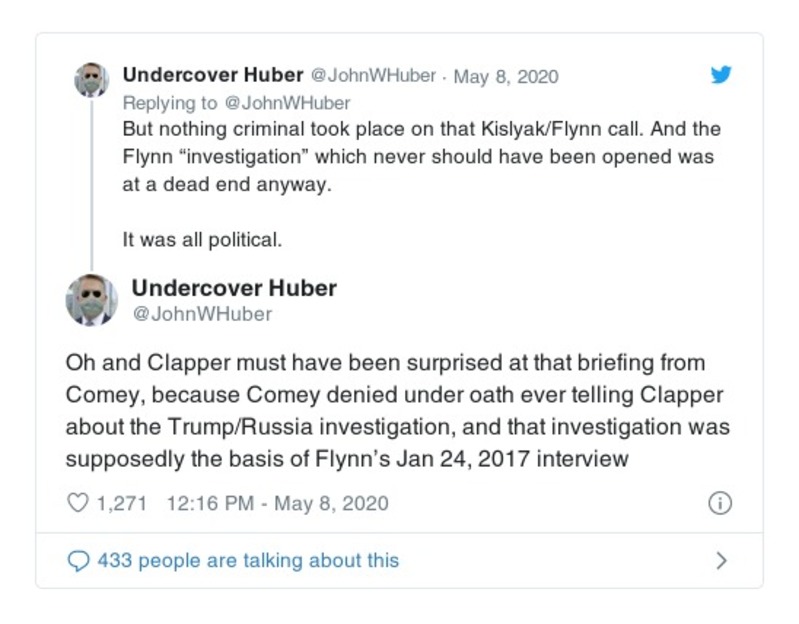 Undercover Huber @JohnWHuber · May 8, 2020
Replying to @JohnWHuber
But nothing criminal took place on that Kislyak/Flynn call. And the
Flynn “investigation” which never should have been opened was
at a dead end anyway.
It was all political.
Undercover Huber
@JohnWHuber
Oh and Clapper must have been surprised at that briefing from
Comey, because Comey denied under oath ever telling Clapper
about the Trump/Russia investigation, and that investigation was
supposedly the basis of Flynn’s Jan 24, 2017 interview
1,271 12:16 PM - May 8, 2020
433 people are talking about this